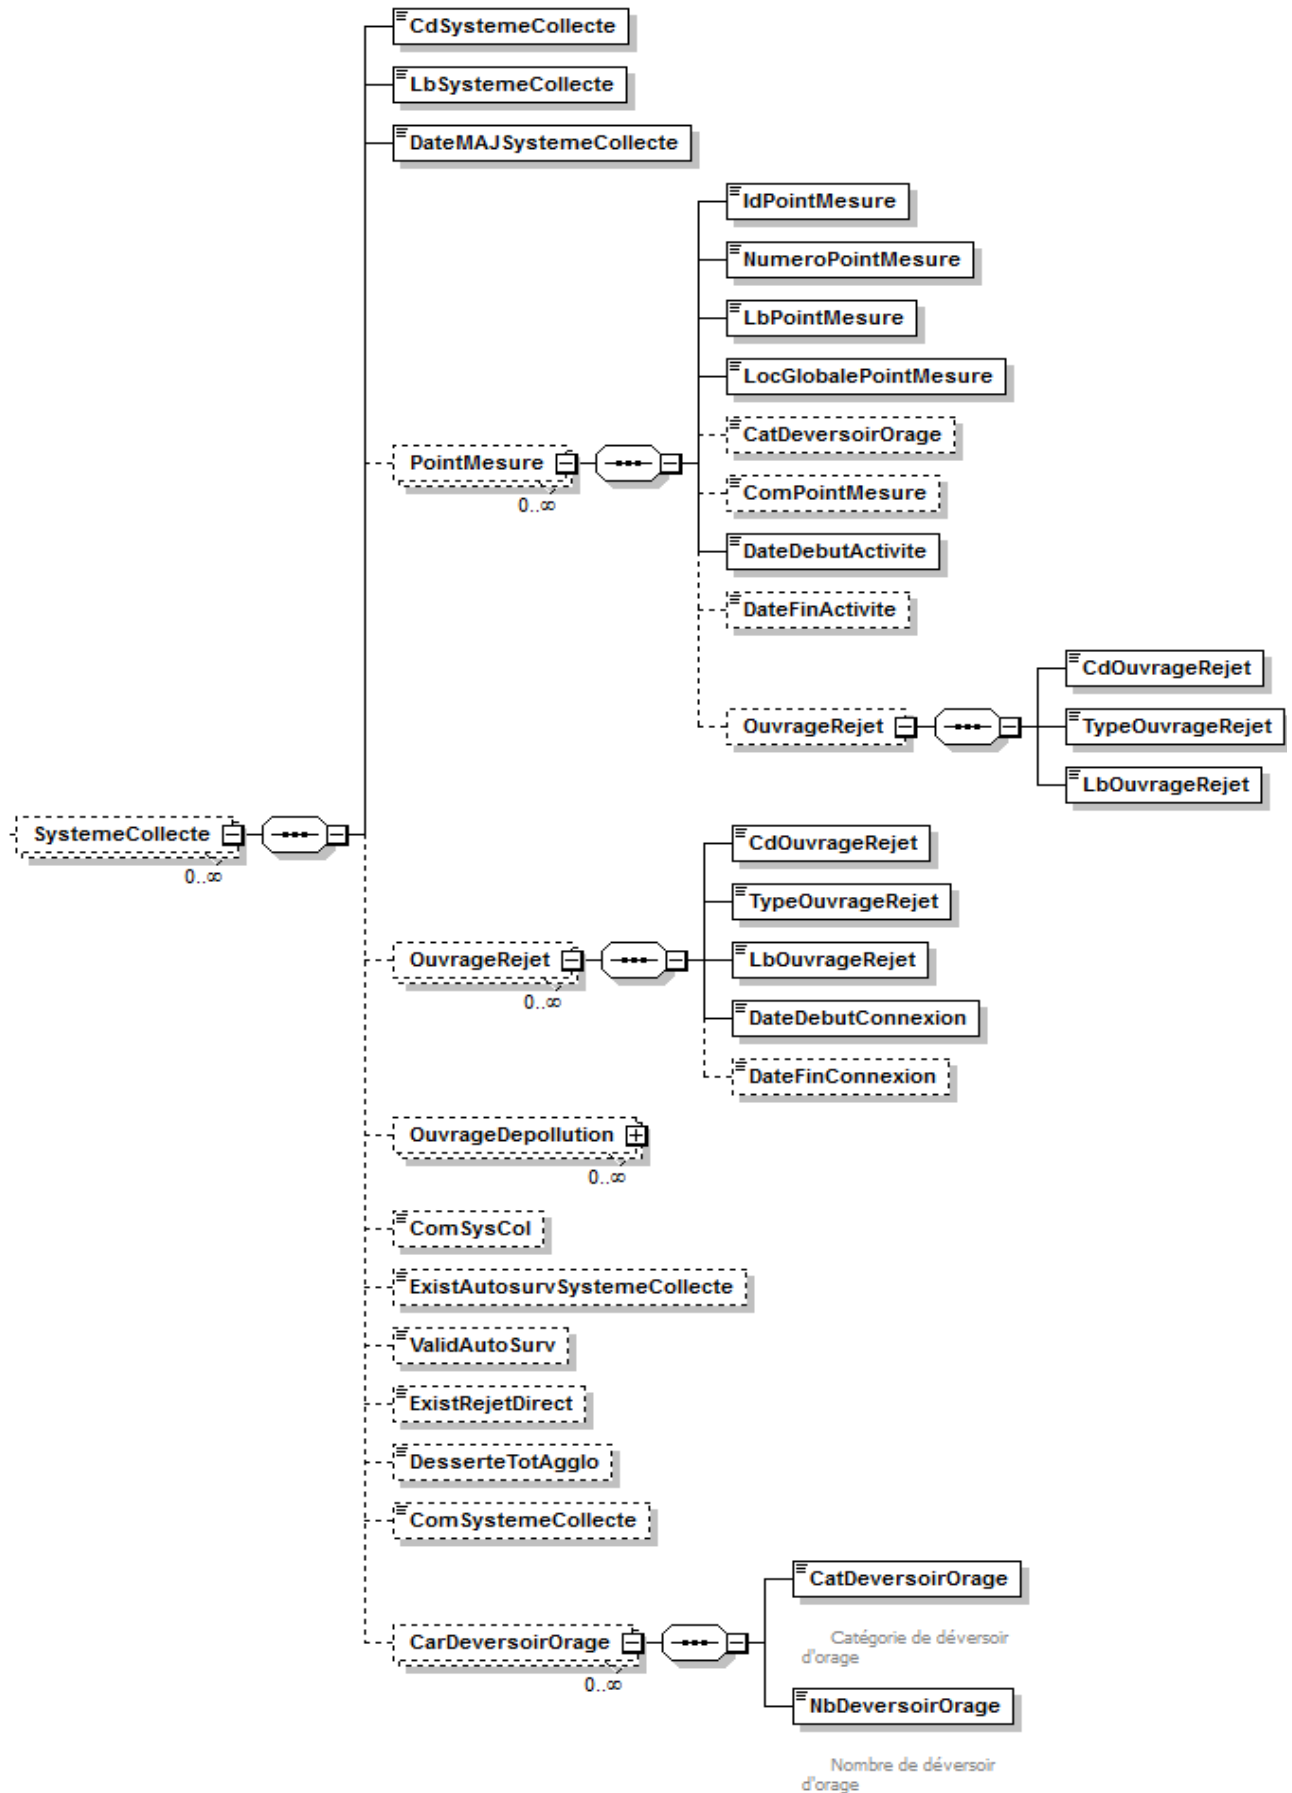 CdSystemeCollecte
LbSystemeCollecte
DateMAJSystemeCollecte
IdPointMesure
NumeroPointMesure
LbPointMesure
LocGlobalePointMesure
CatDeversoirOrage
PointMesure
0..∞
ComPointMesure
DateDebutActivite
DateFinActivite
OuvrageRejet
CdOuvrageRejet
TypeOuvrageRejet
LbOuvrageRejet
SystemeCollecte
0..∞
CdOuvrageRejet
TypeOuvrageRejet
OuvrageRejet
0..∞
LbOuvrageRejet
DateDebutConnexion
DateFinConnexion
OuvrageDepollution
0..∞
ComSysCol
ExistAutosurvSystemeCollecte
ValidAutoSurv
ExistRejetDirect
DesserteTotAgglo
ComSystemeCollecte
CarDeversoirOrage
0..∞
CatDeversoirOrage
Catégorie de déversoir
d'orage
NbDeversoirOrage
Nombre de déversoir
d'orage